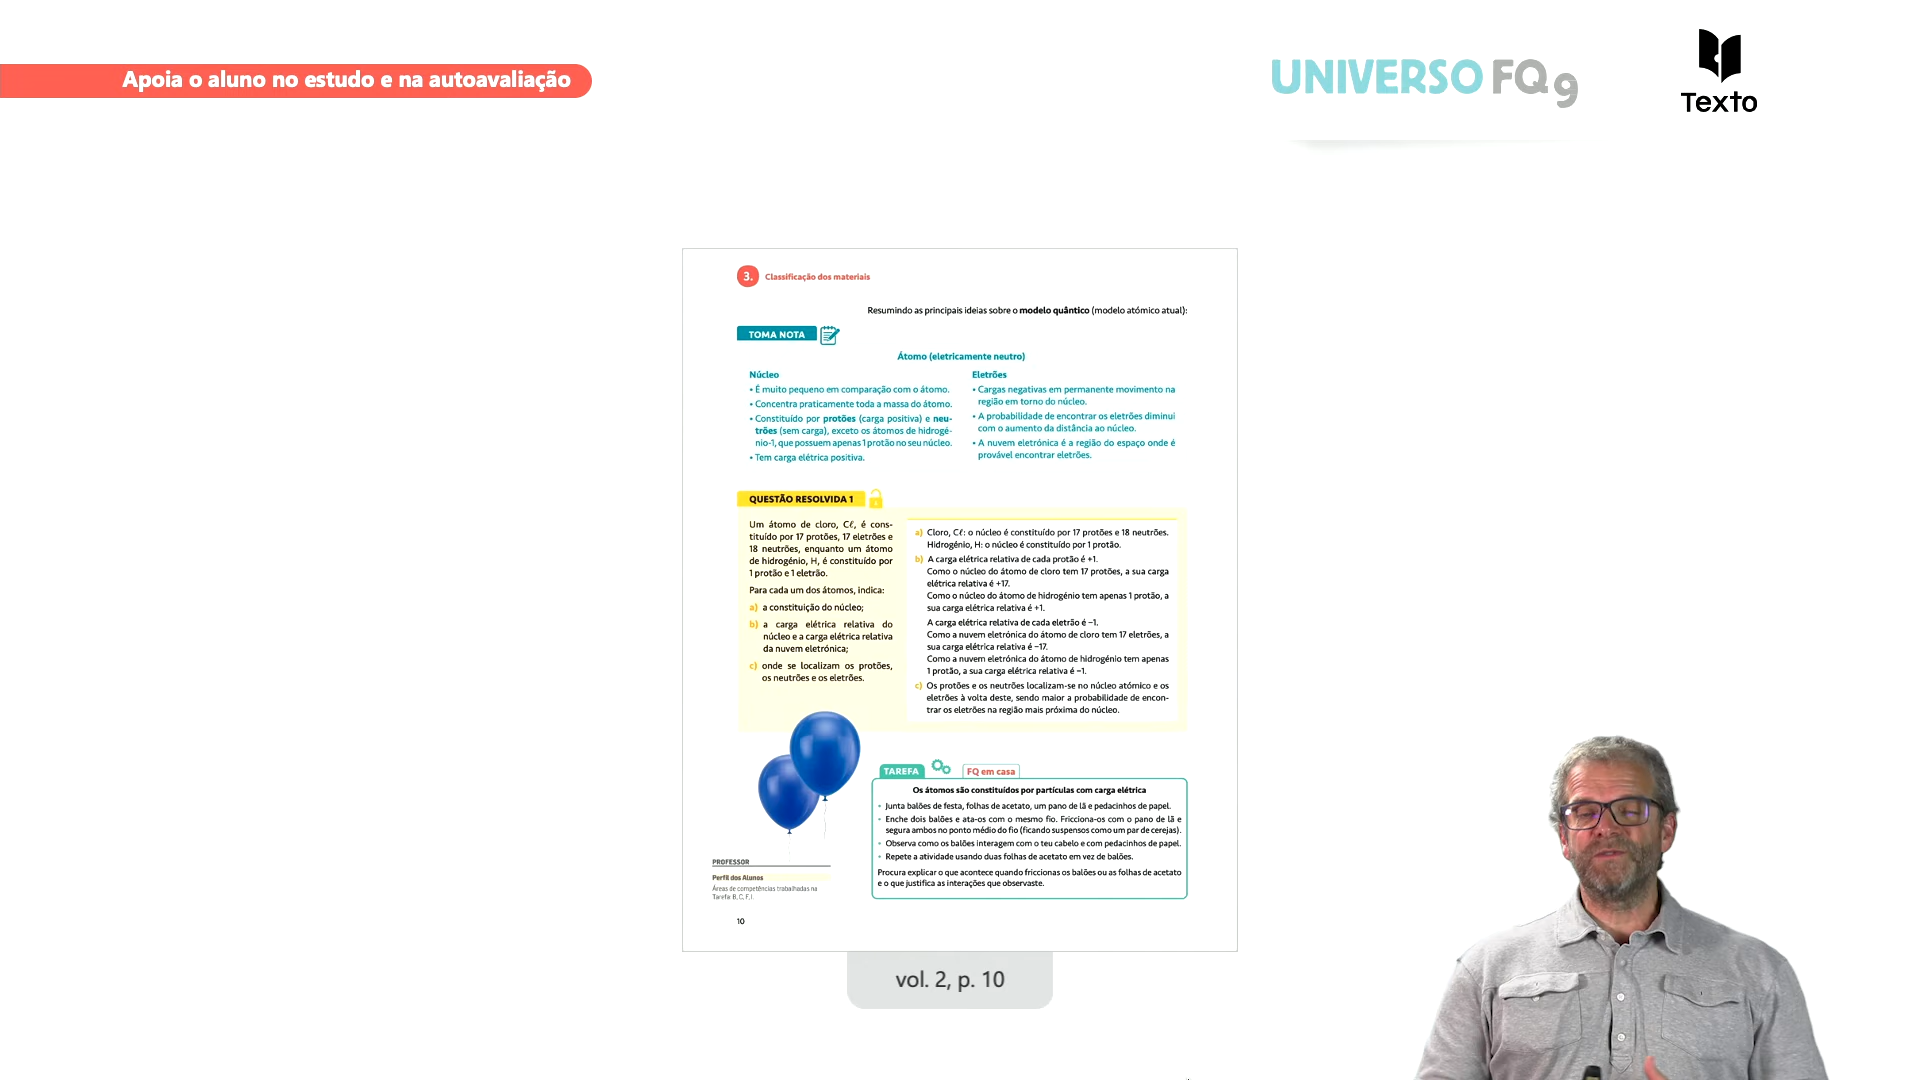 Apoia o aluno no estudo e na autoavaliação
UNIVERSO FQ 9
Texto
3. Classificação dos materiais
Resumindo as principais ideias sobre o modelo quântico (modelo atómico atual):
TOMA NOTA
Átomo (eletricamente neutro)
Núcleo
• É muito pequeno em comparação com o átomo.
• Concentra praticamente toda a massa do átomo.
• Constituído por protões (carga positiva) e neu-
trões (sem carga), exceto os átomos de hidrogé-
nio-1, que possuem apenas 1 protão no seu núcleo.
• Tem carga elétrica positiva.
Eletrões
• Cargas negativas em permanente movimento na
região em torno do núcleo.
• A probabilidade de encontrar os eletrões diminui
com o aumento da distância ao núcleo.
• A nuvem eletrónica é a região do espaço onde é
provável encontrar eletrões.
QUESTÃO RESOLVIDA 1
Um átomo de cloro, Cℓ, é cons-
tituído por 17 protões, 17 eletrões e
18 neutrões, enquanto um átomo
de hidrogénio, H, é constituído por
1 protão e 1 eletrão.
Para cada um dos átomos, indica:
a) a constituição do núcleo;
b) a carga elétrica relativa do
núcleo e a carga elétrica relativa
da nuvem eletrónica;
c) onde se localizam os protões,
os neutrões e os eletrões.
a) Cloro, Cℓ: o núcleo é constituído por 17 protões e 18 neutrões.
Hidrogénio, H: o núcleo é constituído por 1 protão.
b) A carga elétrica relativa de cada protão é +1.
Como o núcleo do átomo de cloro tem 17 protões, a sua carga
elétrica relativa é +17.
Como o núcleo do átomo de hidrogénio tem apenas 1 protão, a
sua carga elétrica relativa é +1.
A carga elétrica relativa de cada eletrão é −1.
Como a nuvem eletrónica do átomo de cloro tem 17 eletrões, a
sua carga elétrica relativa é −17.
Como a nuvem eletrónica do átomo de hidrogénio tem apenas
1 protão, a sua carga elétrica relativa é −1.
c) Os protões e os neutrões localizam-se no núcleo atómico e os
eletrões à volta deste, sendo maior a probabilidade de encon-
trar os eletrões na região mais próxima do núcleo.
TAREFA
FQ em casa
Os átomos são constituídos por partículas com carga elétrica
• Junta balões de festa, folhas de acetato, um pano de lã e pedacinhos de papel.
• Enche dois balões e ata-os com o mesmo fio. Fricciona-os com o pano de lã e
segura ambos no ponto médio do fio (ficando suspensos como um par de cerejas).
• Observa como os balões interagem com o teu cabelo e com pedacinhos de papel.
• Repete a atividade usando duas folhas de acetato em vez de balões.
Procura explicar o que acontece quando friccionas os balões ou as folhas de acetato
e o que justifica as interações que observaste.
PROFESSOR
Perfil dos Alunos
Áreas de competências trabalhadas na
Tarefa: B, C, F, I.
10
vol. 2, p. 10